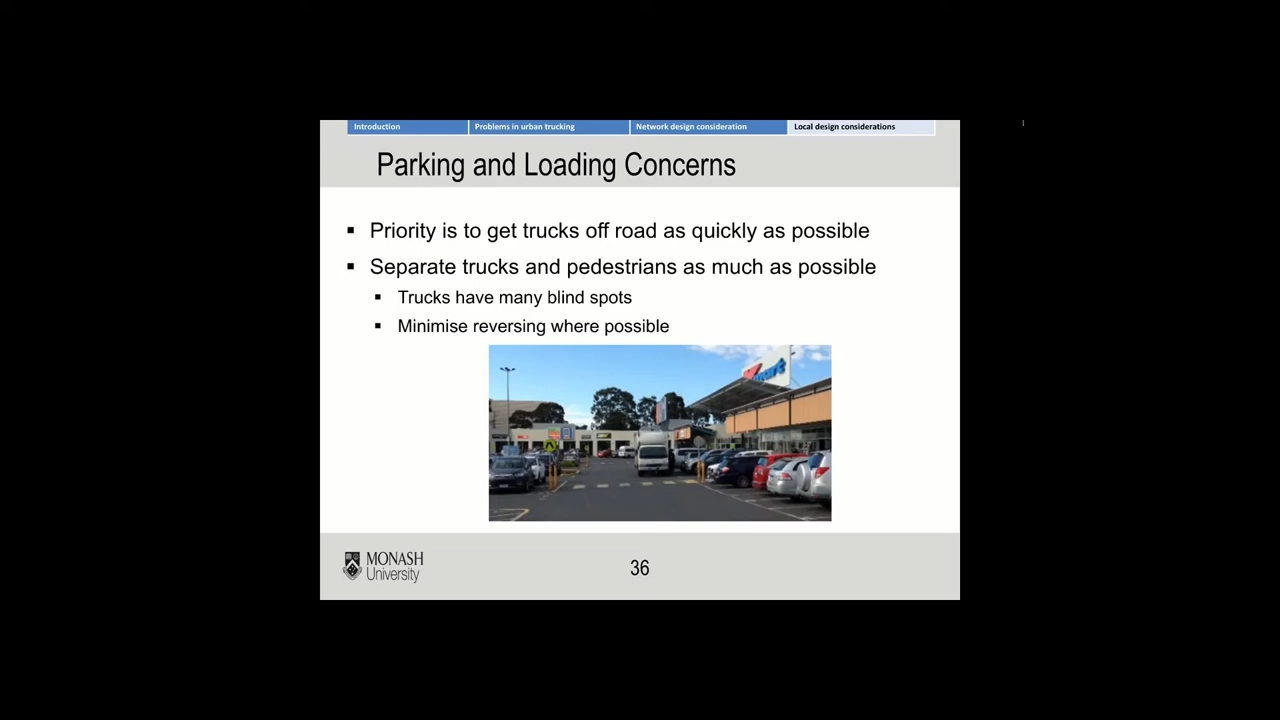 Introduction
Problems in urban trucking
Network design consideration
Local design considerations
Parking and Loading Concerns
Priority is to get trucks off road as quickly as possible
Separate trucks and pedestrians as much as possible
Trucks have many blind spots
Minimise reversing where possible
MONASH
University
36